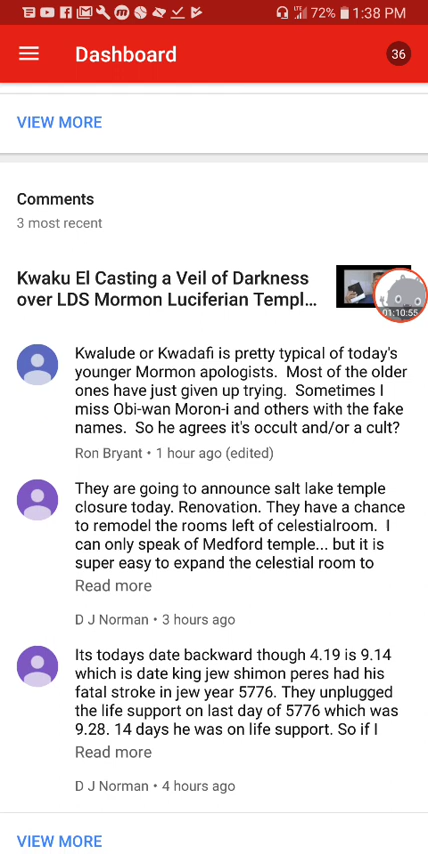 LTE 72% 1:38 PM
Dashboard
36
VIEW MORE
Comments
3 most recent
Kwaku El Casting a Veil of Darkness
over LDS Mormon Luciferian Templ...
01:10:55
Kwalude or Kwadafi is pretty typical of today's
younger Mormon apologists.  Most of the older
ones have just given up trying.  Sometimes I
miss Obi-wan Moron-i and others with the fake
names.  So he agrees it's occult and/or a cult?
Ron Bryant • 1 hour ago (edited)
They are going to announce salt lake temple
closure today. Renovation. They have a chance
to remodel the rooms left of celestialroom.  I
can only speak of Medford temple... but it is
super easy to expand the celestial room to
Read more
D J Norman • 3 hours ago
Its todays date backward though 4.19 is 9.14
which is date king jew shimon peres had his
fatal stroke in jew year 5776. They unplugged
the life support on last day of 5776 which was
9.28. 14 days he was on life support. So if I
Read more
D J Norman • 4 hours ago
VIEW MORE